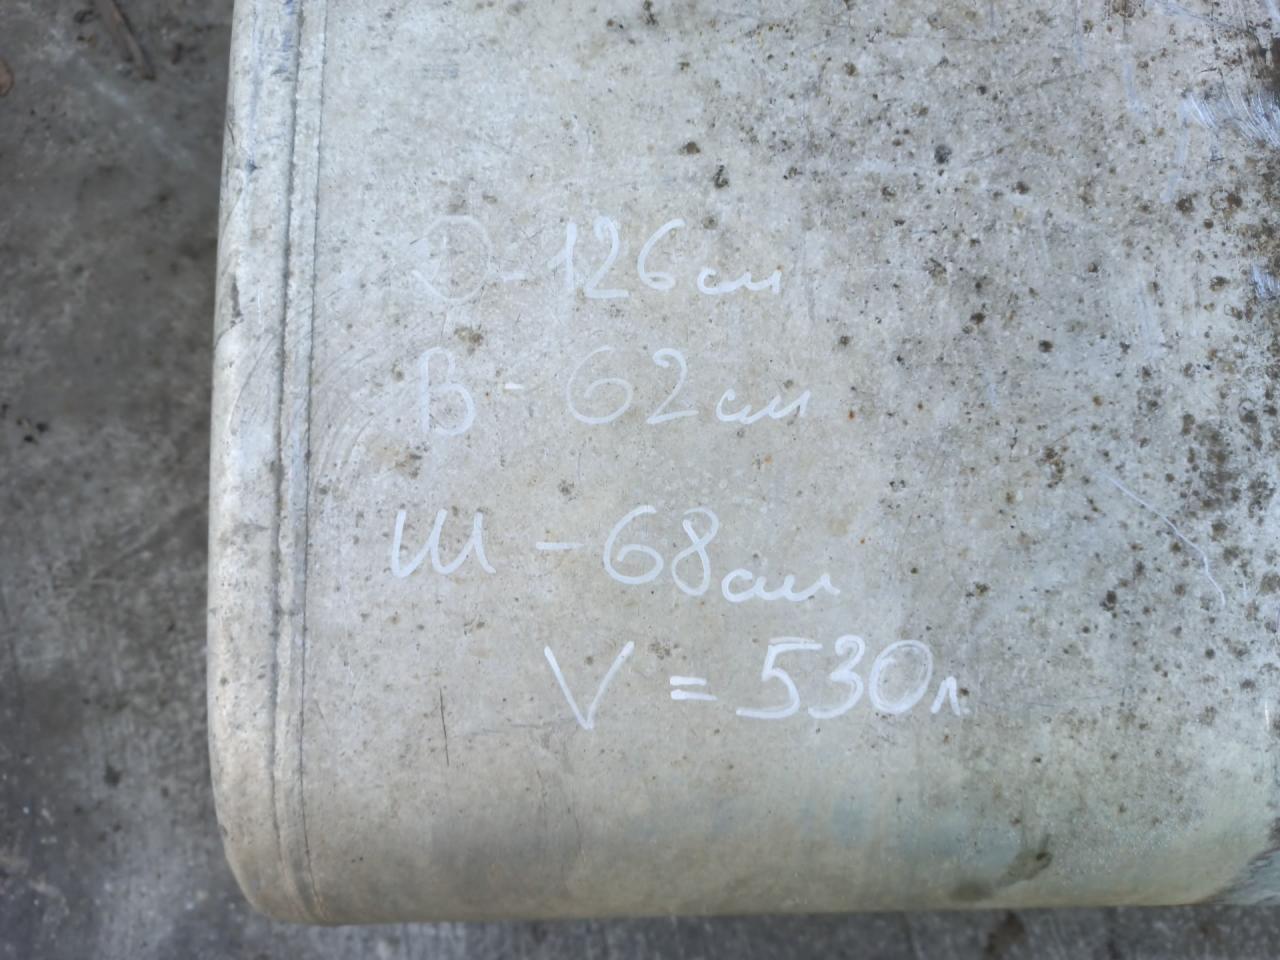 D-126см
В- 62см
Ш-68см
V = 530л